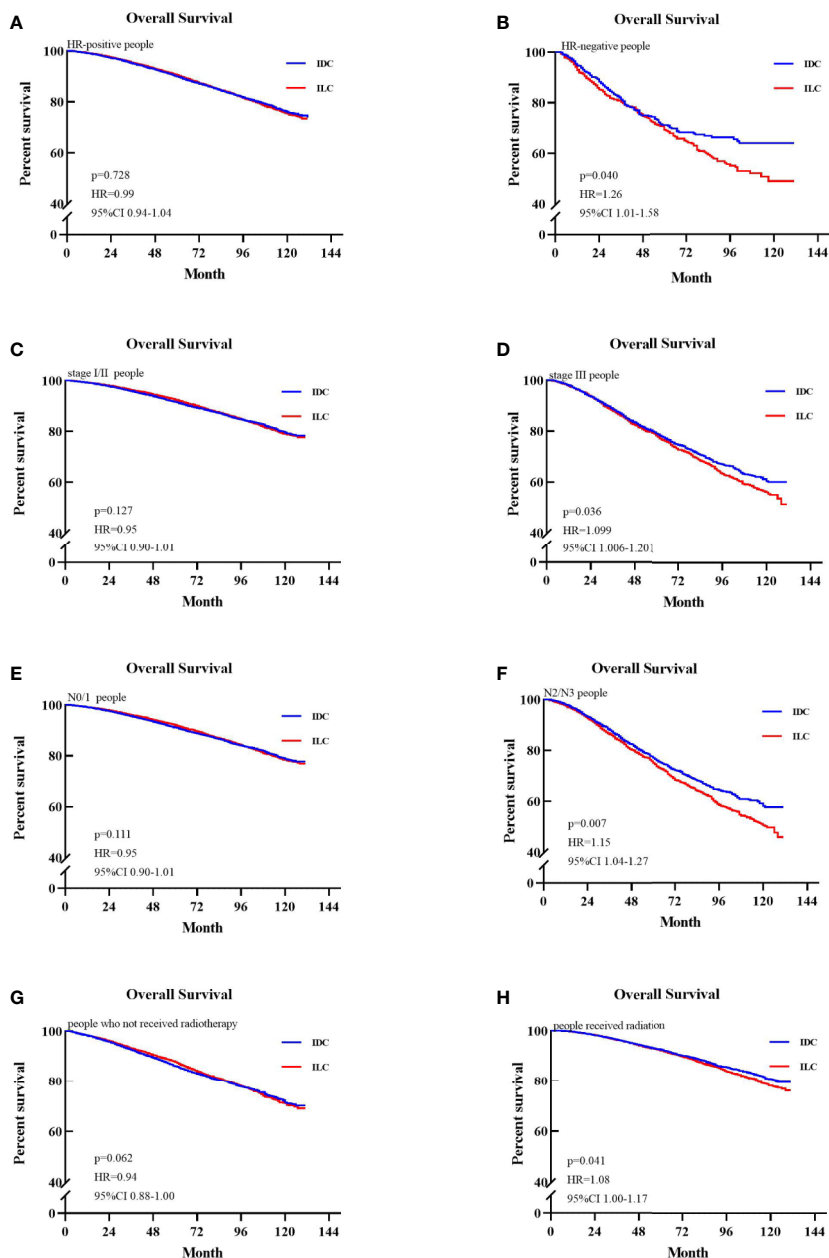 A
Overall Survival
HR-positive people
100
80
60
40
0
Percent survival
IDC
ILC
p=0.728
HR=0.99
95%CI 0.94-1.04
0 24 48 72 96 120 144
Month
B
Overall Survival
HR-negative people
100
80
60
40
0
Percent survival
IDC
ILC
p=0.040
HR=1.26
95%CI 1.01-1.58
0 24 48 72 96 120 144
Month
C
Overall Survival
stage I/II people
100
80
60
40
0
Percent survival
IDC
ILC
p=0.127
HR=0.95
95%CI 0.90-1.01
0 24 48 72 96 120 144
Month
D
Overall Survival
stage III people
100
80
60
40
0
Percent survival
IDC
ILC
p=0.036
HR=1.099
95%CI 1.006-1.201
0 24 48 72 96 120 144
Month
E
Overall Survival
N0/1 people
100
80
60
40
0
Percent survival
IDC
ILC
p=0.111
HR=0.95
95%CI 0.90-1.01
0 24 48 72 96 120 144
Month
F
Overall Survival
N2/N3 people
100
80
60
40
0
Percent survival
IDC
ILC
p=0.007
HR=1.15
95%CI 1.04-1.27
0 24 48 72 96 120 144
Month
G
Overall Survival
people who not received radiotherapy
100
80
60
40
0
Percent survival
IDC
ILC
p=0.062
HR=0.94
95%CI 0.88-1.00
0 24 48 72 96 120 144
Month
H
Overall Survival
people received radiation
100
80
60
40
0
Percent survival
IDC
ILC
p=0.041
HR=1.08
95%CI 1.00-1.17
0 24 48 72 96 120 144
Month